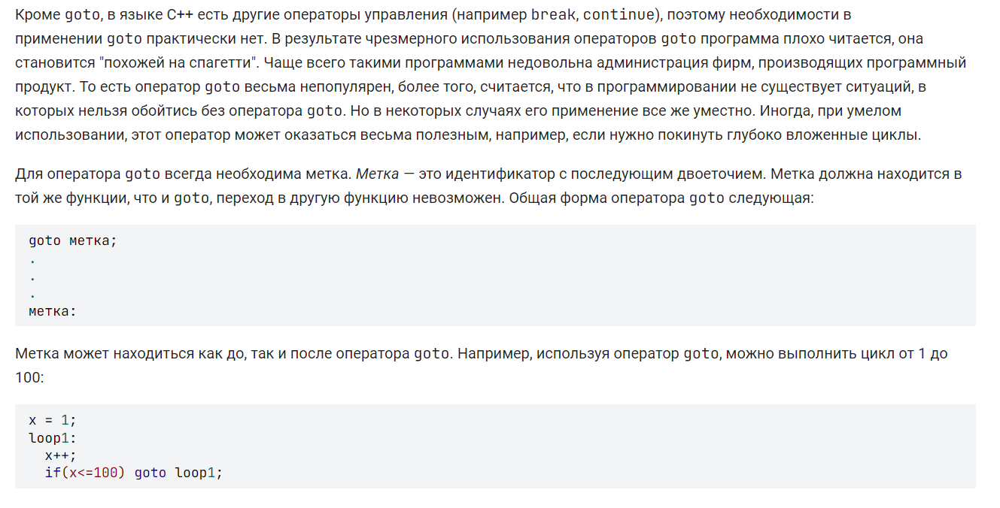 Кроме goto, в языке C++ есть другие операторы управления (например break, continue), поэтому необходимости в
применении goto практически нет. В результате чрезмерного использования операторов goto программа плохо читается, она
становится "похожей на спагетти". Чаще всего такими программами недовольна администрация фирм, производящих программный
продукт. То есть оператор goto весьма непопулярен, более того, считается, что в программировании не существует ситуаций, в
которых нельзя обойтись без оператора goto. Но в некоторых случаях его применение все же уместно. Иногда, при умелом
использовании, этот оператор может оказаться весьма полезным, например, если нужно покинуть глубоко вложенные циклы.
Для оператора goto всегда необходима метка. Метка — это идентификатор с последующим двоеточием. Метка должна находится в
той же функции, что и goto, переход в другую функцию невозможен. Общая форма оператора goto следующая:
goto метка;
.
.
.
метка:
Метка может находиться как до, так и после оператора goto. Например, используя оператор goto, можно выполнить цикл от 1 до
100:
x = 1;
loop1:
  x++;
  if(x<=100) goto loop1;